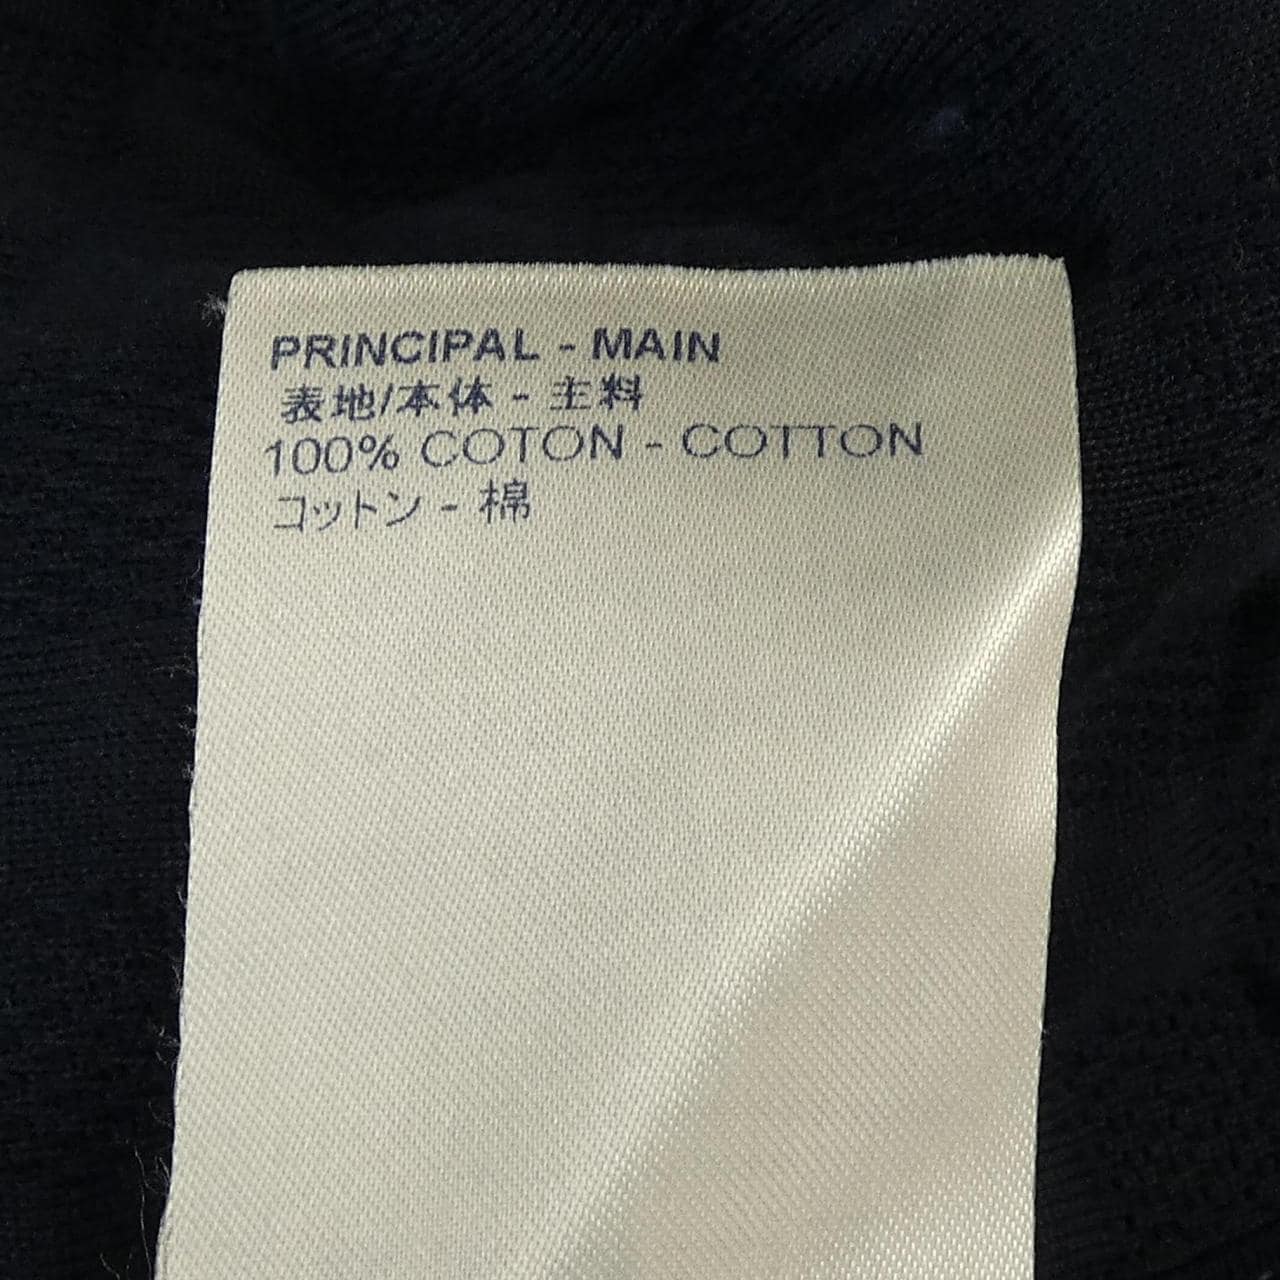 PRINCIPAL - MAIN
表地/本体 - 主料
100% COTON - COTTON
コットン - 棉